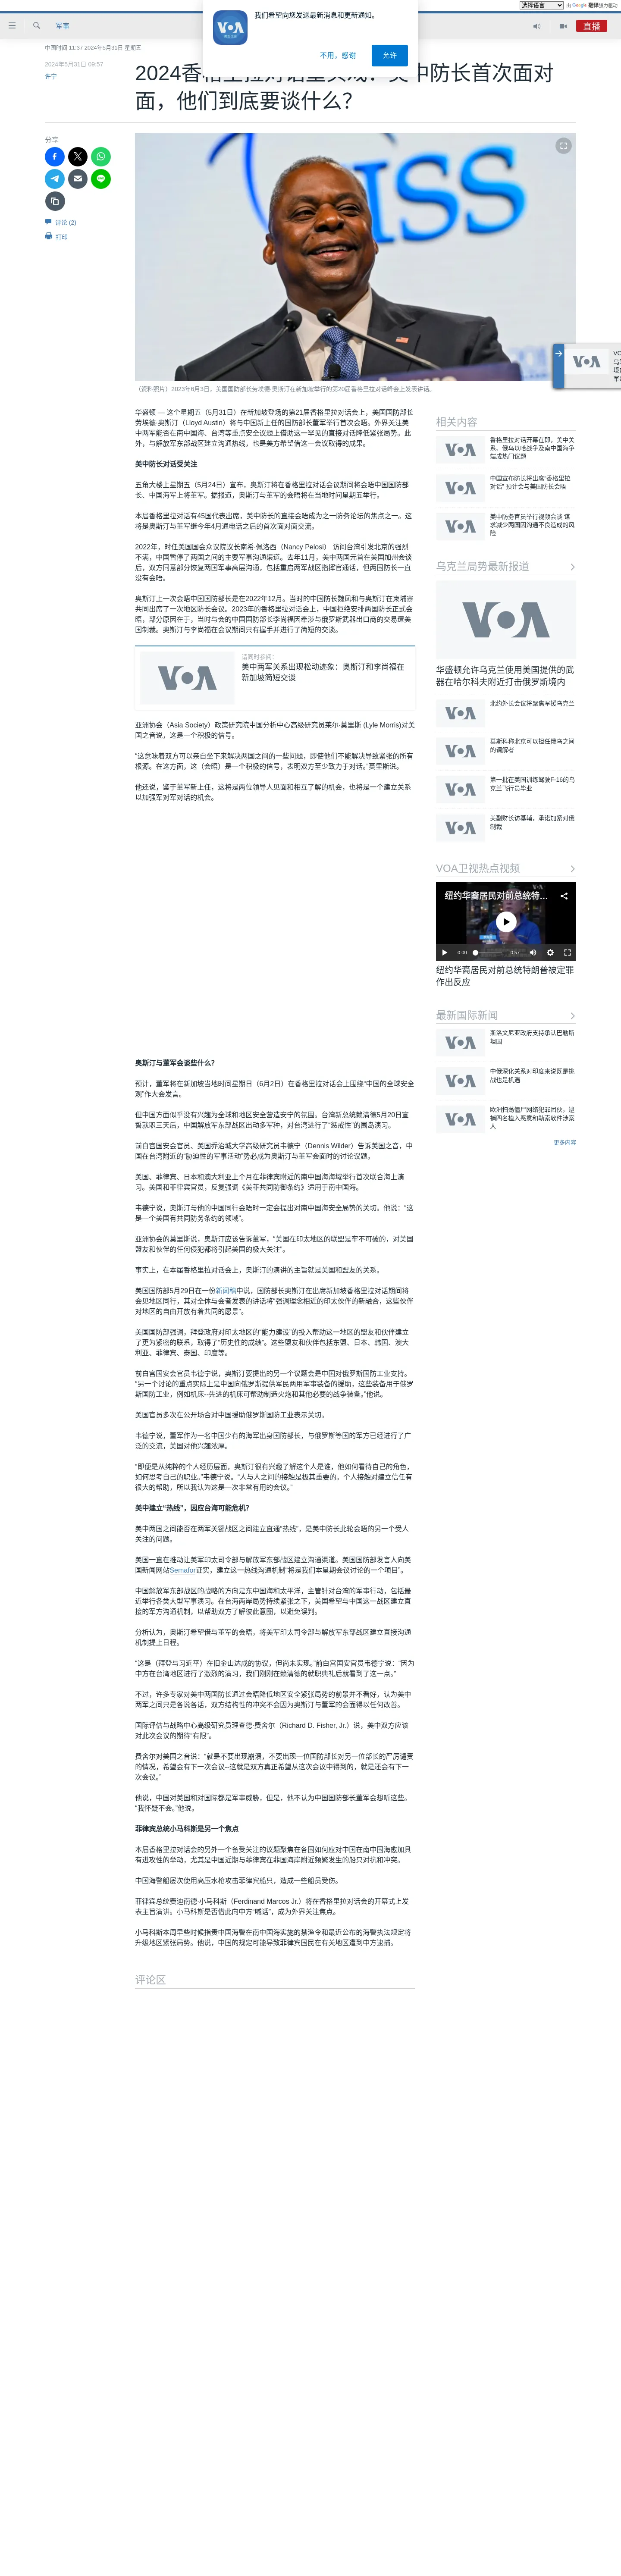 选择语言
由 Google 翻译强力驱动
军事
直播
我们希望向您发送最新消息和更新通知。
不用，感谢
允许
中国时间 11:37 2024年5月31日 星期五
2024年5月31日 09:57
许宁
面，他们到底要谈什么？
分享
评论 (2)
打印
（资料照片）2023年6月3日，美国国防部长劳埃德·奥斯汀在新加坡举行的第20届香格里拉对话峰会上发表讲话。
华盛顿 — 这个星期五（5月31日）在新加坡登场的第21届香格里拉对话会上，美国国防部长
劳埃德·奥斯汀（Lloyd Austin）将与中国新上任的国防部长董军举行首次会晤。外界关注美
中两军能否在南中国海、台湾等重点安全议题上借助这一罕见的直接对话降低紧张局势。此
外，与解放军东部战区建立沟通热线，也是美方希望借这一会议取得的成果。
美中防长对话受关注
五角大楼上星期五（5月24日）宣布，奥斯汀将在香格里拉对话会议期间将会晤中国国防部
长、中国海军上将董军。据报道，奥斯汀与董军的会晤将在当地时间星期五举行。
本届香格里拉对话有45国代表出席，美中防长的直接会晤成为之一防务论坛的焦点之一。这
将是奥斯汀与董军继今年4月通电话之后的首次面对面交流。
2022年，时任美国国会众议院议长南希·佩洛西（Nancy Pelosi） 访问台湾引发北京的强烈
不满，中国暂停了两国之间的主要军事沟通渠道。去年11月，美中两国元首在美国加州会谈
后，双方同意部分恢复两国军事高层沟通，包括重启两军战区指挥官通话，但两国防长一直
没有会晤。
奥斯汀上一次会晤中国防部长是在2022年12月。当时的中国防长魏凤和与奥斯汀在柬埔寨
共同出席了一次地区防长会议。2023年的香格里拉对话会上，中国拒绝安排两国防长正式会
晤，部分原因在于，当时与会的中国国防部长李尚福因牵涉与俄罗斯武器出口商的交易遭美
国制裁。奥斯汀与李尚福在会议期间只有握手并进行了简短的交谈。
请同时参阅：
美中两军关系出现松动迹象：奥斯汀和李尚福在
新加坡简短交谈
亚洲协会（Asia Society）政策研究院中国分析中心高级研究员莱尔·莫里斯 (Lyle Morris)对美
国之音说，这是一个积极的信号。
“这意味着双方可以亲自坐下来解决两国之间的一些问题，即使他们不能解决导致紧张的所有
根源。在这方面，这（会晤）是一个积极的信号，表明双方至少致力于对话。”莫里斯说。
他还说，鉴于董军新上任，这将是两位领导人见面和相互了解的机会，也将是一个建立关系
以加强军对军对话的机会。
奥斯汀与董军会谈些什么？
预计，董军将在新加坡当地时间星期日（6月2日）在香格里拉对话会上围绕“中国的全球安全
观”作大会发言。
但中国方面似乎没有兴趣为全球和地区安全营造安宁的氛围。台湾新总统赖清德5月20日宣
誓就职三天后，中国解放军东部战区出动多军种，对台湾进行了“惩戒性”的围岛演习。
前白宫国安会官员、美国乔治城大学高级研究员韦德宁（Dennis Wilder）告诉美国之音，中
国在台湾附近的“胁迫性的军事活动”势必成为奥斯汀与董军会面时的讨论议题。
美国、菲律宾、日本和澳大利亚上个月在菲律宾附近的南中国海海域举行首次联合海上演
习。美国和菲律宾官员，反复强调《美菲共同防御条约》适用于南中国海。
韦德宁说，奥斯汀与他的中国同行会晤时一定会提出对南中国海安全局势的关切。他说：“这
是一个美国有共同防务条约的领域”。
亚洲协会的莫里斯说，奥斯汀应该告诉董军，“美国在印太地区的联盟是牢不可破的，对美国
盟友和伙伴的任何侵犯都将引起美国的极大关注”。
事实上，在本届香格里拉对话会上，奥斯汀的演讲的主旨就是美国和盟友的关系。
美国国防部5月29日在一份新闻稿中说，国防部长奥斯汀在出席新加坡香格里拉对话期间将
会见地区同行，其对全体与会者发表的讲话将“强调理念相近的印太伙伴的新融合，这些伙伴
对地区的自由开放有着共同的愿景”。
美国国防部强调，拜登政府对印太地区的“能力建设”的投入帮助这一地区的盟友和伙伴建立
了更为紧密的联系，取得了“历史性的成绩”。这些盟友和伙伴包括东盟、日本、韩国、澳大
利亚、菲律宾、泰国、印度等。
前白宫国安会官员韦德宁说，奥斯汀要提出的另一个议题会是中国对俄罗斯国防工业支持。
“另一个讨论的重点实际上是中国向俄罗斯提供军民两用军事装备的援助，这些装备用于俄罗
斯国防工业，例如机床--先进的机床可帮助制造火炮和其他必要的战争装备。”他说。
美国官员多次在公开场合对中国援助俄罗斯国防工业表示关切。
韦德宁说，董军作为一名中国少有的海军出身国防部长，与俄罗斯等国的军方已经进行了广
泛的交流，美国对他兴趣浓厚。
“即便是从纯粹的个人经历层面，奥斯汀很有兴趣了解这个人是谁，他如何看待自己的角色，
如何思考自己的职业。”韦德宁说。“人与人之间的接触是极其重要的。个人接触对建立信任有
很大的帮助，所以我认为这是一次非常有用的会议。”
美中建立“热线”，因应台海可能危机？
美中两国之间能否在两军关键战区之间建立直通“热线”，是美中防长此轮会晤的另一个受人
关注的问题。
美国一直在推动让美军印太司令部与解放军东部战区建立沟通渠道。美国国防部发言人向美
国新闻网站Semafor证实，建立这一热线沟通机制“将是我们本星期会议讨论的一个项目”。
中国解放军东部战区的战略的方向是东中国海和太平洋，主管针对台湾的军事行动，包括最
近举行各类大型军事演习。在台海两岸局势持续紧张之下，美国希望与中国这一战区建立直
接的军方沟通机制，以帮助双方了解彼此意图，以避免误判。
分析认为，奥斯汀希望借与董军的会晤，将美军印太司令部与解放军东部战区建立直接沟通
机制提上日程。
“这是（拜登与习近平）在旧金山达成的协议，但尚未实现。”前白宫国安官员韦德宁说：“因为
中方在台湾地区进行了激烈的演习，我们刚刚在赖清德的就职典礼后就看到了这一点。”
不过，许多专家对美中两国防长通过会晤降低地区安全紧张局势的前景并不看好，认为美中
两军之间只是各说各话，双方结构性的冲突不会因为奥斯汀与董军的会面得以任何改善。
国际评估与战略中心高级研究员理查德·费舍尔（Richard D. Fisher, Jr.）说，美中双方应该
对此次会议的期待“有限”。
费舍尔对美国之音说：“就是不要出现崩溃，不要出现一位国防部长对另一位部长的严厉谴责
的情况，希望会有下一次会议--这就是双方真正希望从这次会议中得到的，就是还会有下一
次会议。”
他说，中国对美国和对国际都是军事威胁，但是，他不认为中国国防部长董军会想听这些。
“我怀疑不会。”他说。
菲律宾总统小马科斯是另一个焦点
本届香格里拉对话会的另外一个备受关注的议题聚焦在各国如何应对中国在南中国海愈加具
有进攻性的举动，尤其是中国近期与菲律宾在菲国海岸附近频繁发生的船只对抗和冲突。
中国海警船屡次使用高压水枪攻击菲律宾船只，造成一些船员受伤。
菲律宾总统费迪南德·小马科斯（Ferdinand Marcos Jr.）将在香格里拉对话会的开幕式上发
表主旨演讲。小马科斯是否借此向中方“喊话”，成为外界关注焦点。
小马科斯本周早些时候指责中国海警在南中国海实施的禁渔令和最近公布的海警执法规定将
升级地区紧张局势。他说，中国的规定可能导致菲律宾国民在有关地区遭到中方逮捕。
评论区
相关内容
香格里拉对话开幕在即，美中关
系、俄乌以哈战争及南中国海争
端成热门议题
中国宣布防长将出席“香格里拉
对话” 预计会与美国防长会晤
美中防务官员举行视频会谈 谋
求减少两国因沟通不良造成的风
险
乌克兰局势最新报道
华盛顿允许乌克兰使用美国提供的武
器在哈尔科夫附近打击俄罗斯境内
北约外长会议将聚焦军援乌克兰
莫斯科称北京可以担任俄乌之间
的调解者
第一批在美国训练驾驶F-16的乌
克兰飞行员毕业
美副财长访基辅，承诺加紧对俄
制裁
VOA卫视热点视频
纽约华裔居民对前总统特...
0:00
0:57
纽约华裔居民对前总统特朗普被定罪
作出反应
最新国际新闻
斯洛文尼亚政府支持承认巴勒斯
坦国
中俄深化关系对印度来说既是挑
战也是机遇
欧洲扫荡僵尸网络犯罪团伙，逮
捕四名植入恶意和勒索软件涉案
人
更多内容